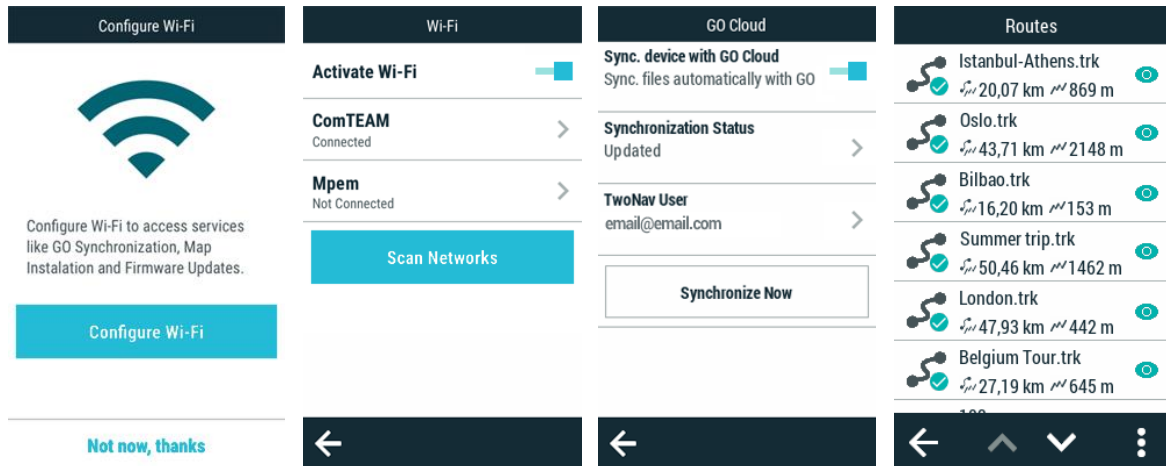 Configure Wi-Fi
Configure Wi-Fi to access services
like GO Synchronization, Map
Instalation and Firmware Updates.
Configure Wi-Fi
Not now, thanks
Wi-Fi
Activate Wi-Fi
ComTEAM
Connected
Mpem
Not Connected
Scan Networks
GO Cloud
Sync. device with GO Cloud
Sync. files automatically with GO
Synchronization Status
Updated
TwoNav User
email@email.com
Synchronize Now
Routes
Istanbul-Athens.trk
20,07 km 869 m
Oslo.trk
43,71 km 2148 m
Bilbao.trk
16,20 km 153 m
Summer trip.trk
50,46 km 1462 m
London.trk
47,93 km 442 m
Belgium Tour.trk
27,19 km 645 m